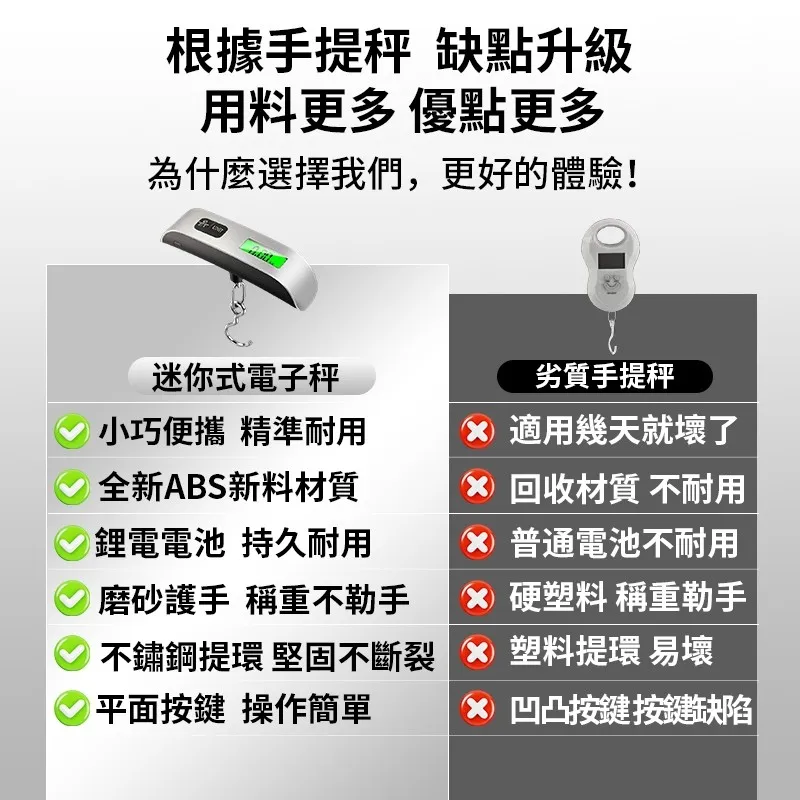 根據手提秤 缺點升級
用料更多 優點更多
為什麼選擇我們，更好的體驗！
迷你式電子秤
劣質手提秤
小巧便攜 精準耐用
適用幾天就壞了
全新ABS新料材質
回收材質 不耐用
鋰電電池 持久耐用
普通電池不耐用
磨砂護手 稱重不勒手
硬塑料 稱重勒手
不鏽鋼提環 堅固不斷裂
塑料提環 易壞
平面按鍵 操作簡單
凹凸按鍵按鍵缺陷